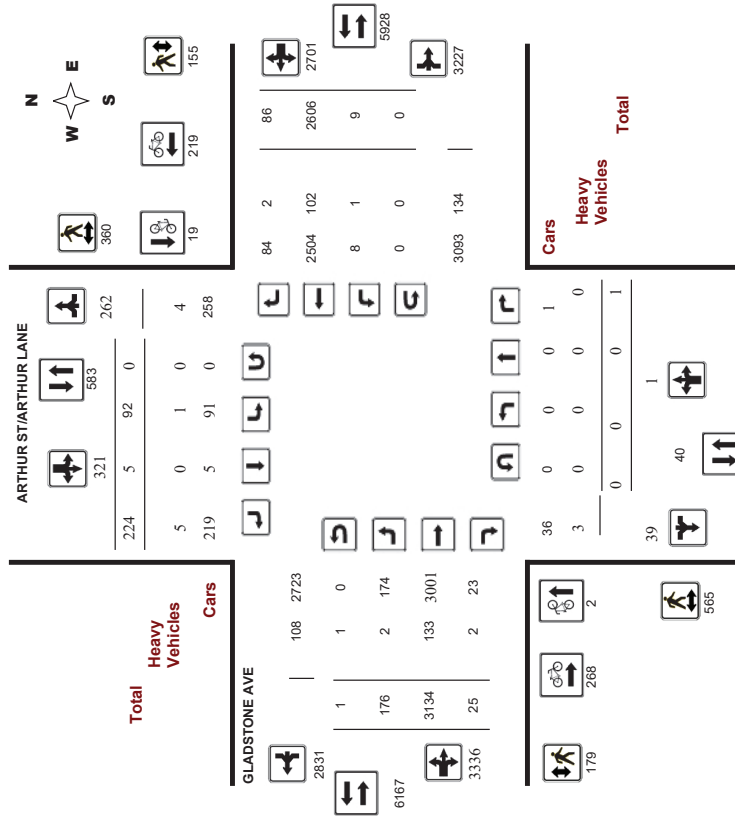 N
W E
S
ARTHUR ST/ARTHUR LANE
360
155
219
19
583
262
321
224 5 92 0
5 0 1 0 4
219 5 91 0 258
Total
Heavy
Vehicles
Cars
GLADSTONE AVE
2831
6167
3336
108 2723
1 1 0
176 2 174
3134 133 3001
25 2 23
84 2 86
2504 102 2606
8 1 9
0 0 0
3093 134
2701
5928
3227
Cars
Heavy
Vehicles
Total
36 0 0 0 1
3 0 0 0 0
0 0 0 1
39
40
1
2
268
179
565